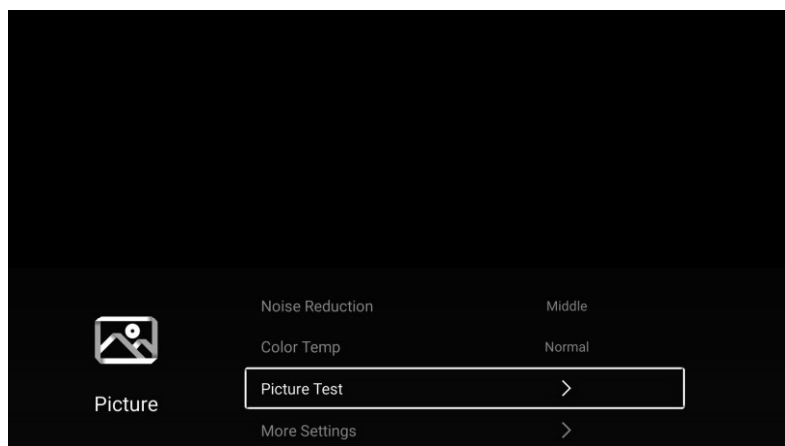 Noise Reduction Middle
Color Temp Normal
Picture Test >
Picture
More Settings >